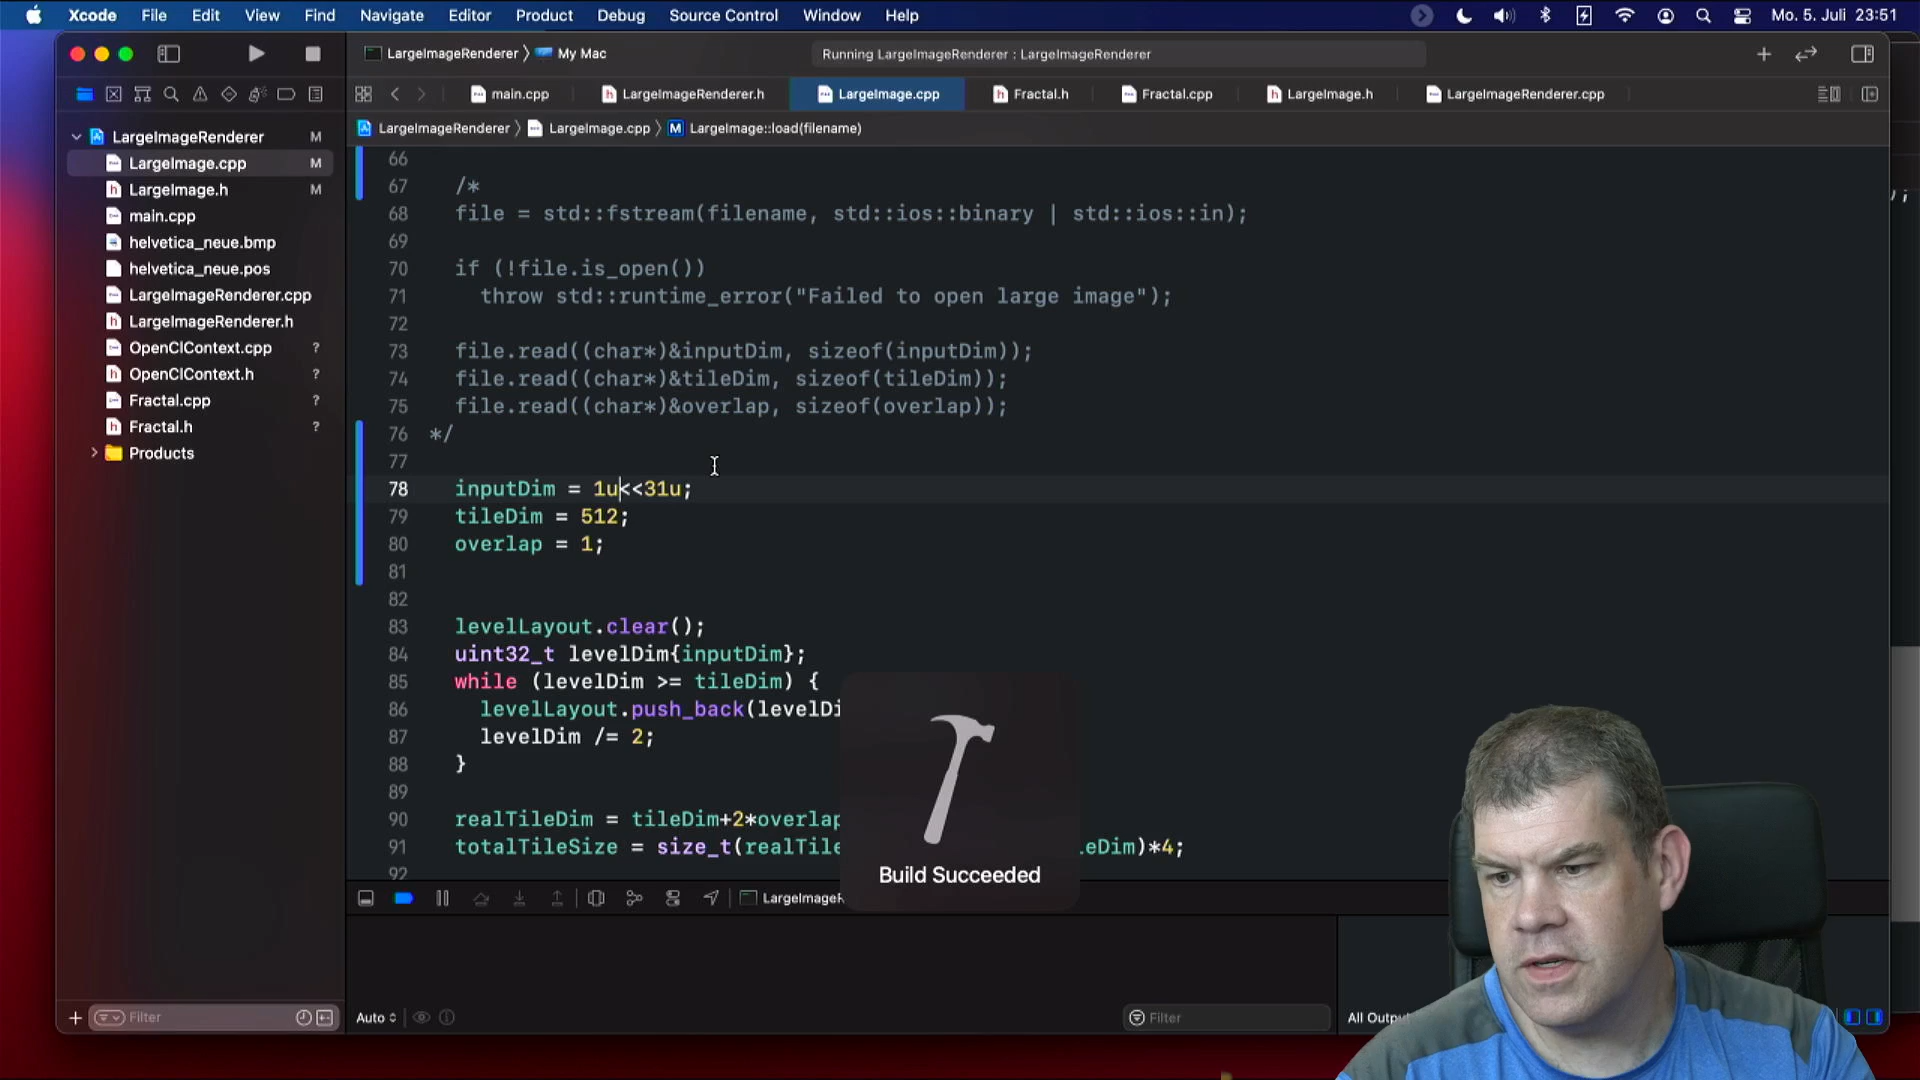 Xcode File Edit View Find Navigate Editor Product Debug Source Control Window Help Mo. 5. Juli 23:51
LargeImageRenderer 〉 My Mac
Running LargeImageRenderer : LargeImageRenderer
main.cpp LargeImageRenderer.h LargeImage.cpp Fractal.h Fractal.cpp LargeImage.h LargeImageRenderer.cpp
LargeImageRenderer 〉 LargeImage.cpp 〉 M LargeImage::load(filename)
LargeImageRenderer M
LargeImage.cpp M
LargeImage.h M
main.cpp
helvetica_neue.bmp
helvetica_neue.pos
LargeImageRenderer.cpp
LargeImageRenderer.h
OpenClContext.cpp ?
OpenClContext.h ?
Fractal.cpp ?
Fractal.h ?
Products
66
67 /*
68 file = std::fstream(filename, std::ios::binary | std::ios::in);
69
70 if (!file.is_open())
71 throw std::runtime_error("Failed to open large image");
72
73 file.read((char*)&inputDim, sizeof(inputDim));
74 file.read((char*)&tileDim, sizeof(tileDim));
75 file.read((char*)&overlap, sizeof(overlap));
76 */
77
78 inputDim = 1u<<31u;
79 tileDim = 512;
80 overlap = 1;
81
82
83 levelLayout.clear();
84 uint32_t levelDim{inputDim};
85 while (levelDim >= tileDim) {
86 levelLayout.push_back(levelDi
87 levelDim /= 2;
88 }
89
90 realTileDim = tileDim+2*overlap
91 totalTileSize = size_t(realTile leDim)*4;
92
Build Succeeded
LargeImageR
Filter
Auto
Filter
All Outpu